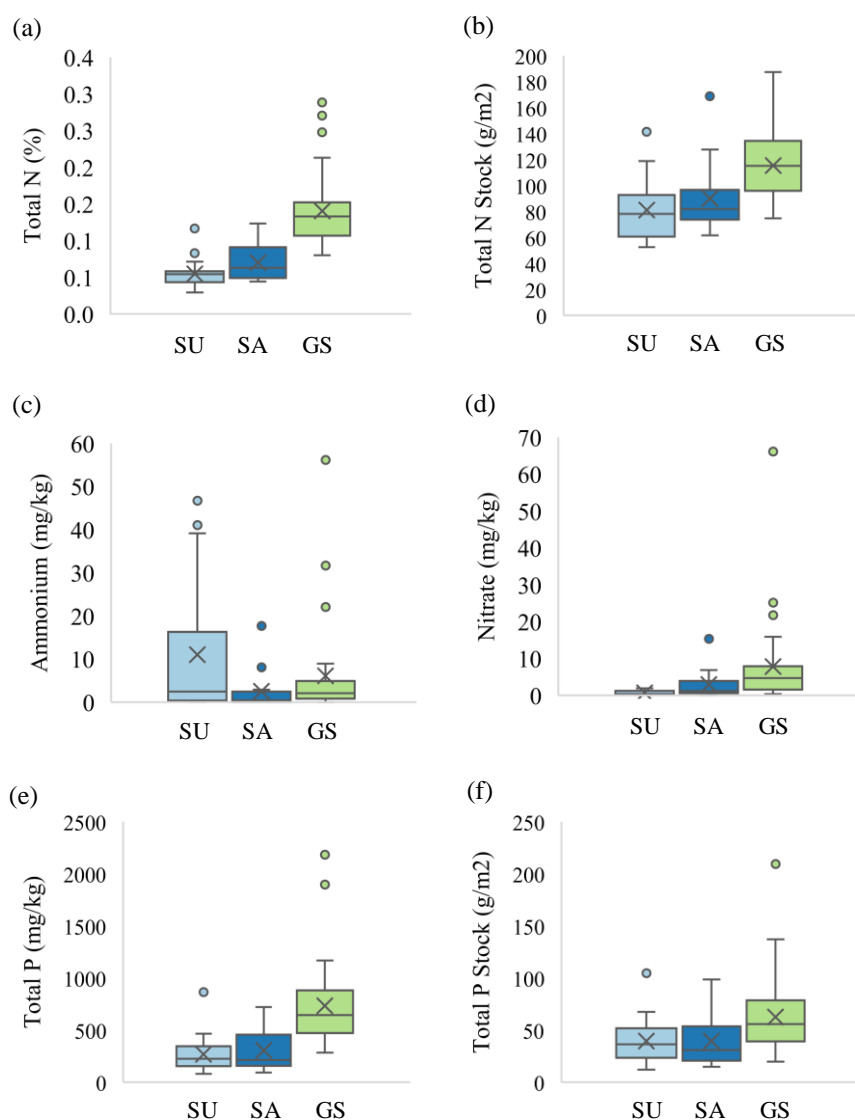 (a)
Total N (%)
0.4
0.3
0.3
0.2
0.2
0.1
0.1
0.0
SU SA GS
(b)
Total N Stock (g/m2)
200
180
160
140
120
100
80
60
40
20
0
SU SA GS
(c)
Ammonium (mg/kg)
60
50
40
30
20
10
0
SU SA GS
(d)
Nitrate (mg/kg)
70
60
50
40
30
20
10
0
SU SA GS
(e)
Total P (mg/kg)
2500
2000
1500
1000
500
0
SU SA GS
(f)
Total P Stock (g/m2)
250
200
150
100
50
0
SU SA GS